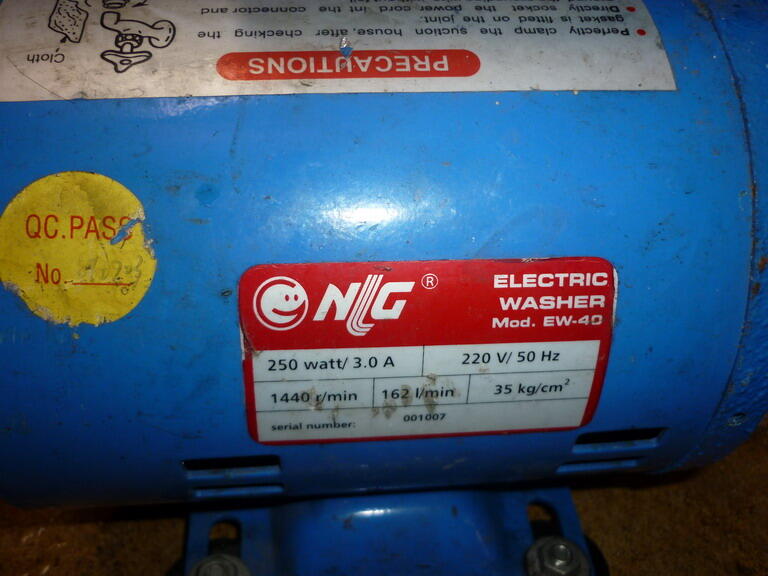 PRECAUTIONS
• Perfectly clamp the suction house, after checking the
gasket is fitted on the joint.
• Directly socket the power cord int the connector and
Cloth
QC.PASS
No.
NLG ®
ELECTRIC
WASHER
Mod. EW-40
250 watt/ 3.0 A
220 V/ 50 Hz
1440 r/min
162 l/min
35 kg/cm²
serial number:
001007